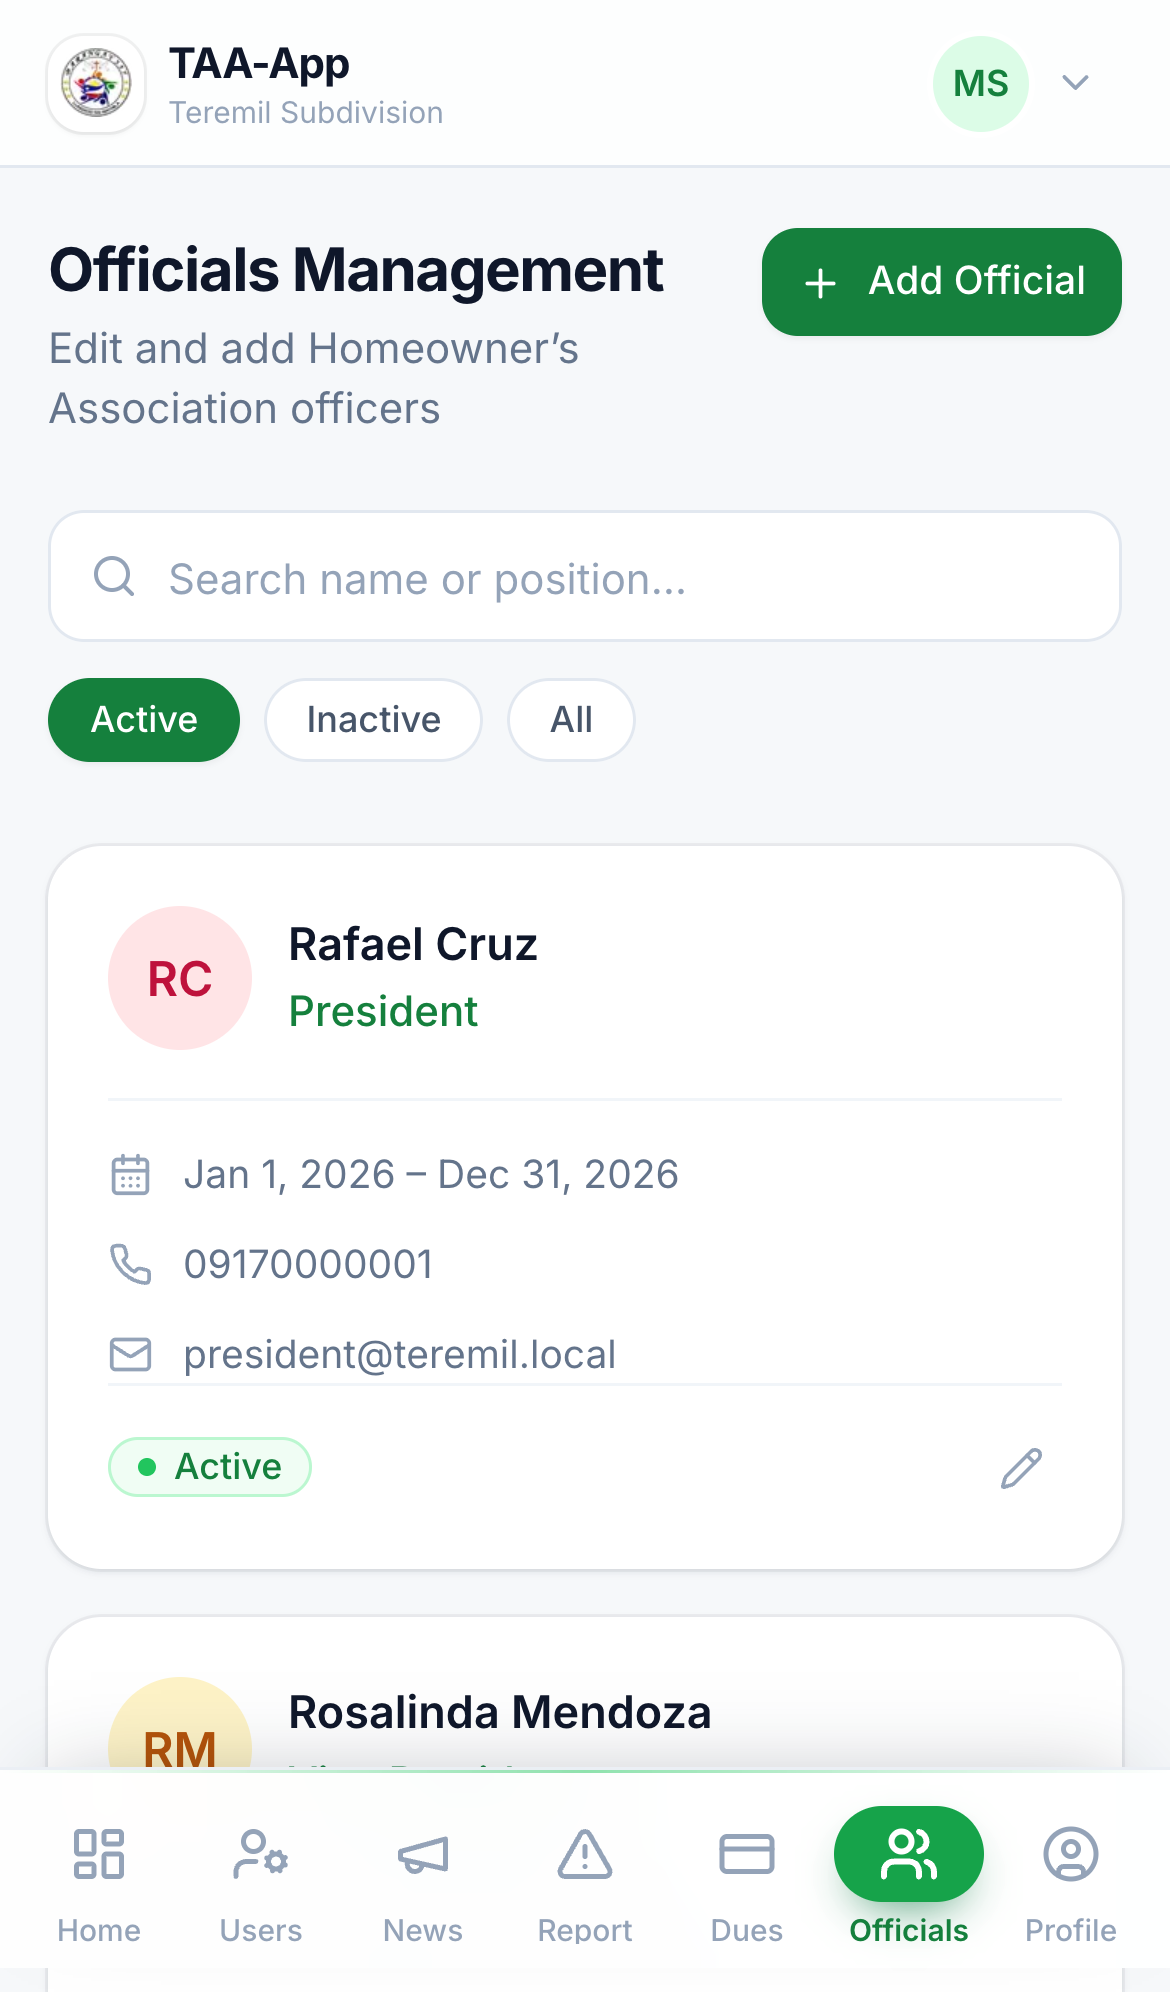 TAA-App
Teremil Subdivision
MS
Officials Management
Add Official
Edit and add Homeowner’s
Association officers
Search name or position...
Active
Inactive
All
RC
Rafael Cruz
President
Jan 1, 2026 – Dec 31, 2026
09170000001
president@teremil.local
Active
RM
Rosalinda Mendoza
Home
Users
News
Report
Dues
Officials
Profile